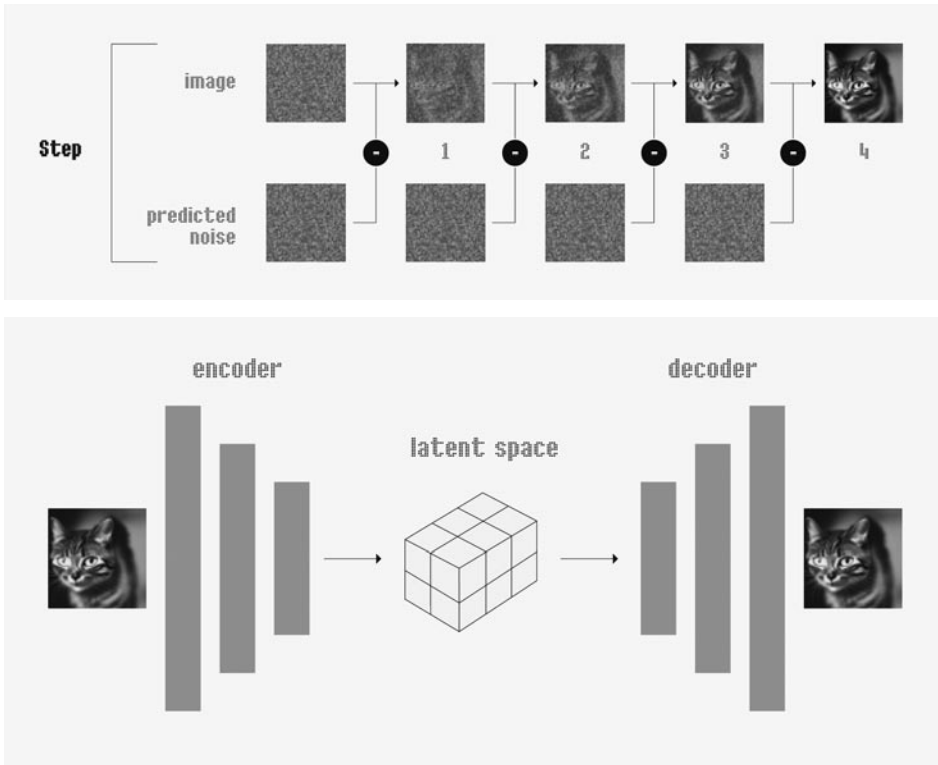 image
Step
-
1
-
2
-
3
-
4
predicted
noise
encoder
decoder
latent space